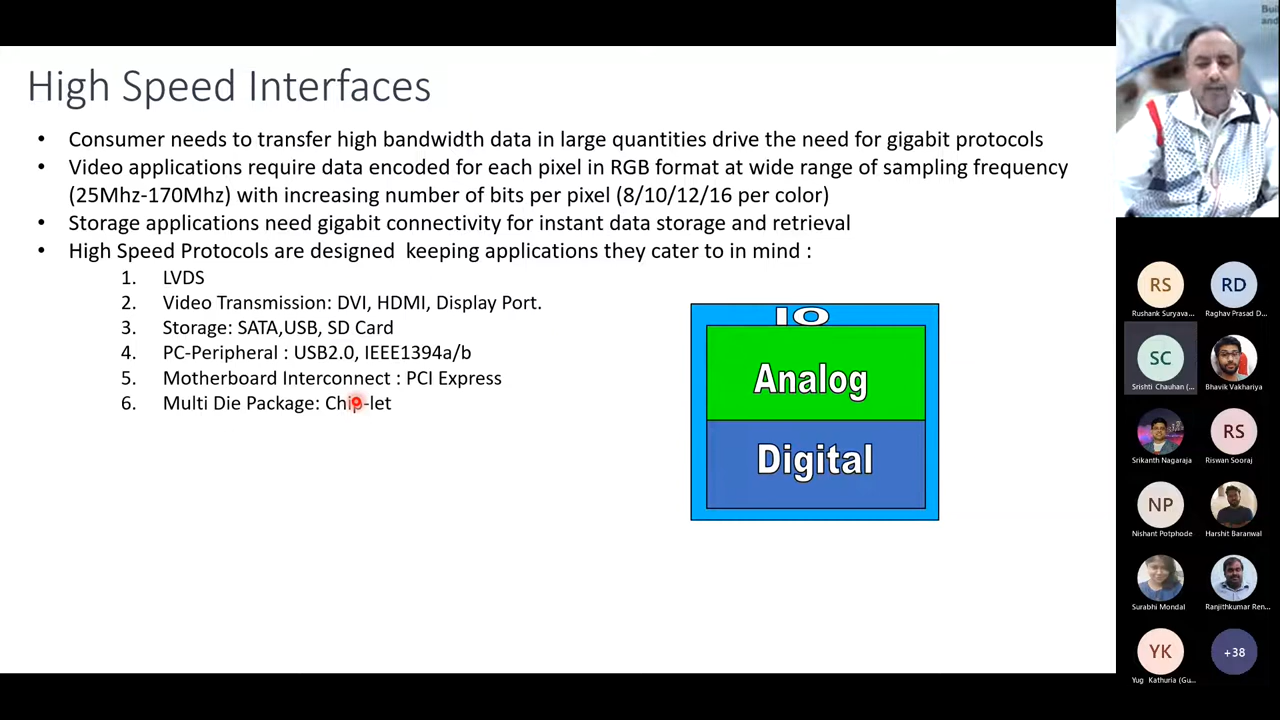 High Speed Interfaces
• Consumer needs to transfer high bandwidth data in large quantities drive the need for gigabit protocols
• Video applications require data encoded for each pixel in RGB format at wide range of sampling frequency
(25Mhz-170Mhz) with increasing number of bits per pixel (8/10/12/16 per color)
• Storage applications need gigabit connectivity for instant data storage and retrieval
• High Speed Protocols are designed keeping applications they cater to in mind :
1. LVDS
2. Video Transmission: DVI, HDMI, Display Port.
3. Storage: SATA,USB, SD Card
4. PC-Peripheral : USB2.0, IEEE1394a/b
5. Motherboard Interconnect : PCI Express
6. Multi Die Package: Chip-let
IO
Analog
Digital
RS
Rushank Suryava...
RD
Raghav Prasad D...
SC
Srishti Chauhan (...
Bhavik Vakhariya
Srikanth Nagaraja
RS
Riswan Sooraj
NP
Nishant Potphode
Harshit Baranwal
Surabhi Mondal
Ranjithkumar Ren...
YK
Yug Kathuria (Gu...
+38